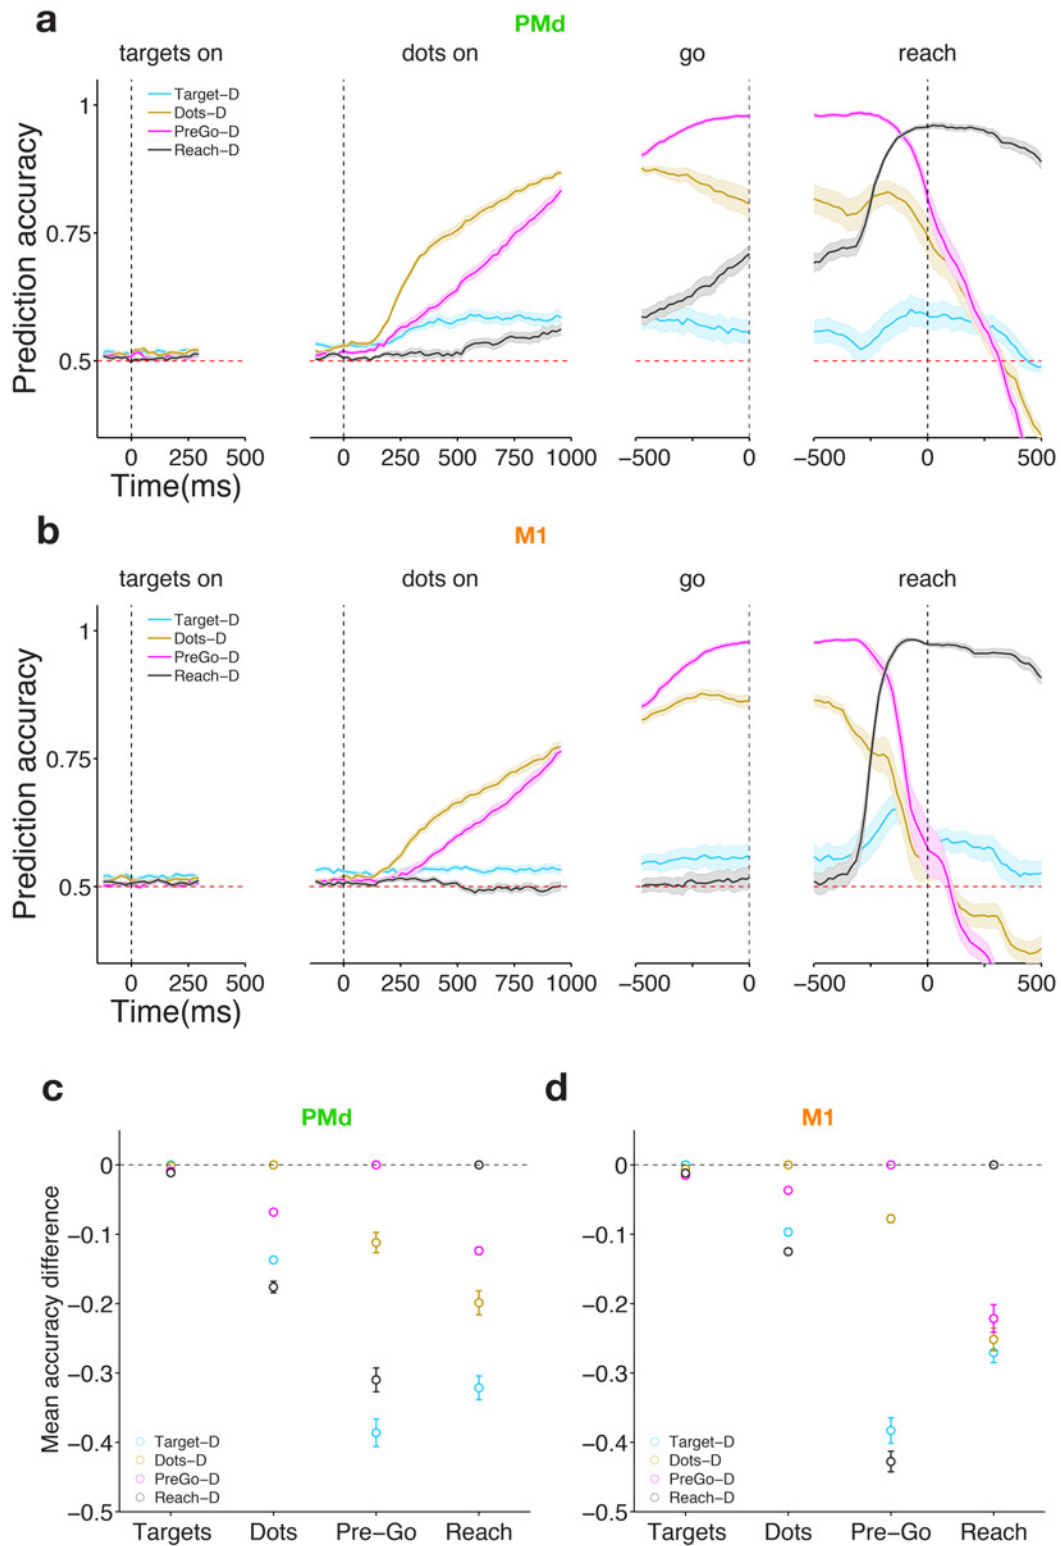 a
PMd
targets on dots on go reach
Target−D
Dots−D
PreGo−D
Reach−D
Prediction accuracy
1
0.75
0.5
0 250 500 0 250 500 750 1000 −500 0 −500 0 500
Time(ms)
b
M1
targets on dots on go reach
Target−D
Dots−D
PreGo−D
Reach−D
Prediction accuracy
1
0.75
0.5
0 250 500 0 250 500 750 1000 −500 0 −500 0 500
Time(ms)
c
PMd
Mean accuracy difference
0
−0.1
−0.2
−0.3
−0.4
−0.5
Target−D
Dots−D
PreGo−D
Reach−D
Targets Dots Pre−Go Reach
d
M1
0
−0.1
−0.2
−0.3
−0.4
−0.5
Target−D
Dots−D
PreGo−D
Reach−D
Targets Dots Pre−Go Reach